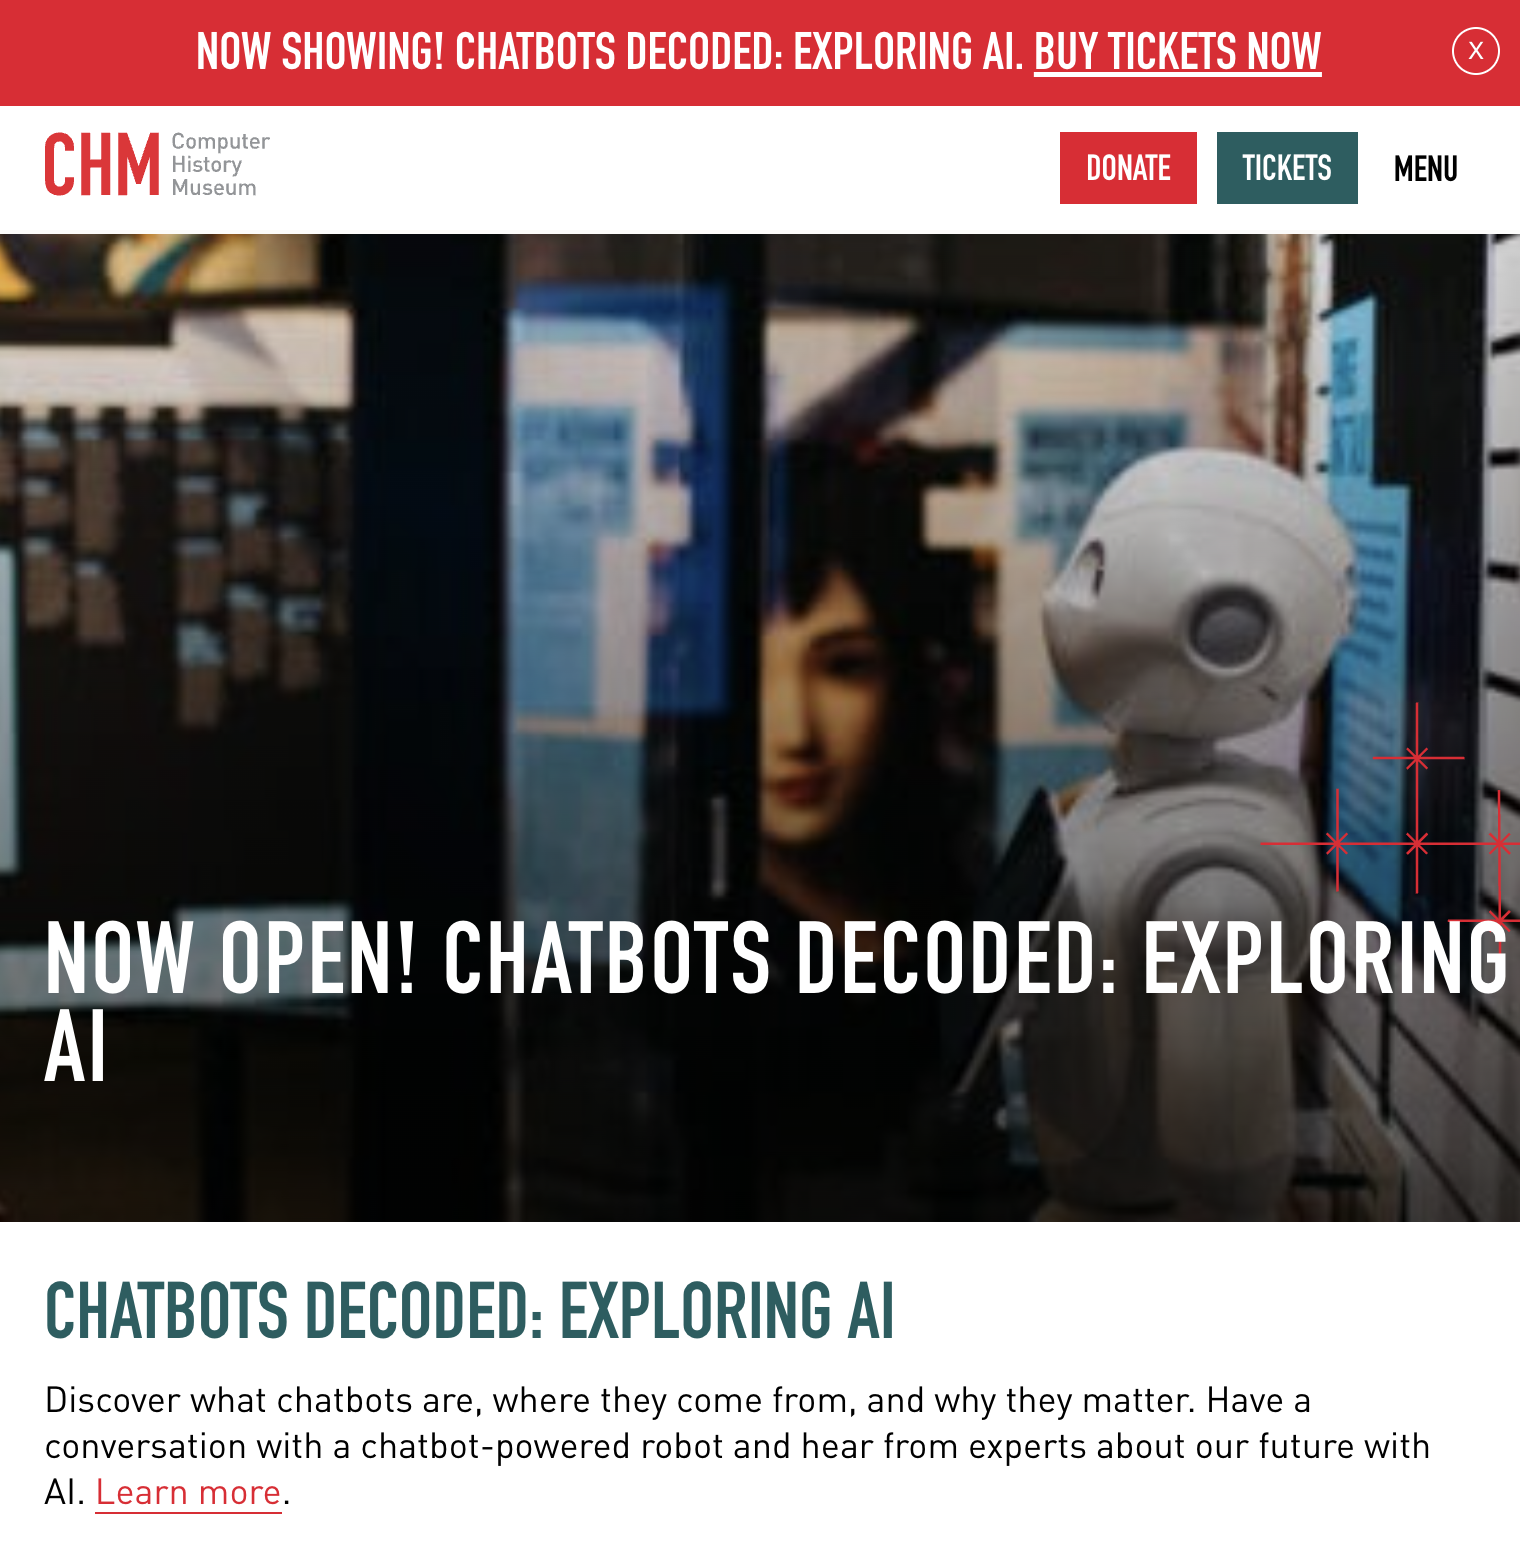 NOW SHOWING! CHATBOTS DECODED: EXPLORING AI. BUY TICKETS NOW
X
CHM
Computer
History
Museum
DONATE
TICKETS
MENU
NOW OPEN! CHATBOTS DECODED: EXPLORING
AI
CHATBOTS DECODED: EXPLORING AI
Discover what chatbots are, where they come from, and why they matter. Have a
conversation with a chatbot-powered robot and hear from experts about our future with
AI. Learn more.